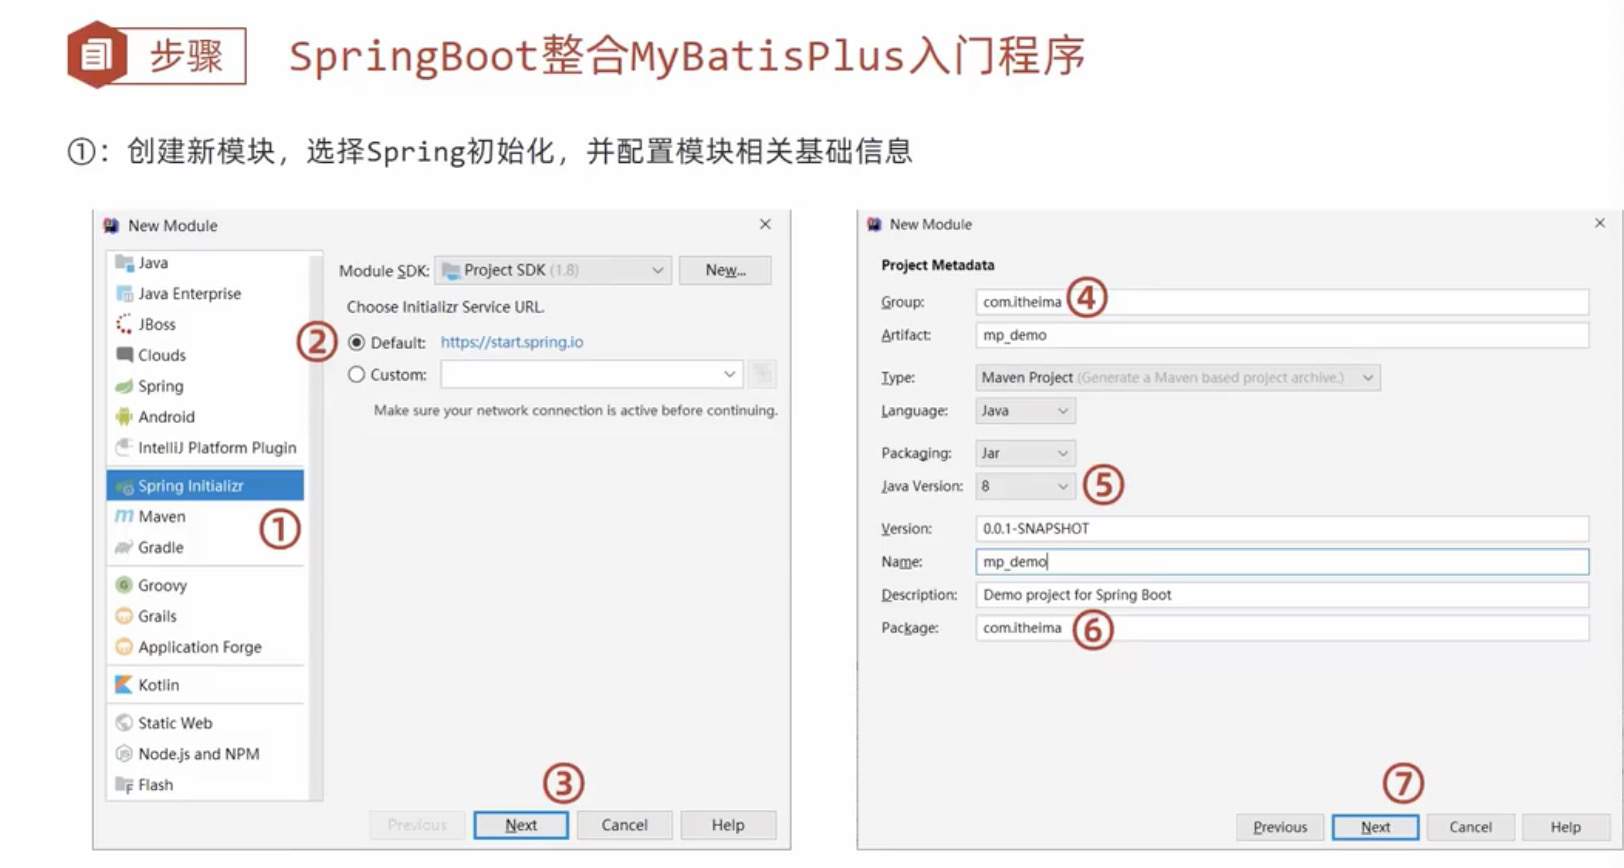 步骤
SpringBoot整合MyBatisPlus入门程序
①：创建新模块，选择Spring初始化，并配置模块相关基础信息
New Module
Java
Java Enterprise
JBoss
Clouds
Spring
Android
IntelliJ Platform Plugin
Spring Initializr
①
Maven
Gradle
Groovy
Grails
Application Forge
Kotlin
Static Web
Node.js and NPM
Flash
Module SDK: Project SDK (1.8) New...
Choose Initializr Service URL.
② Default: https://start.spring.io
Custom:
Make sure your network connection is active before continuing.
③
Previous Next Cancel Help
New Module
Project Metadata
Group: com.itheima ④
Artifact: mp_demo
Type: Maven Project (Generate a Maven based project archive.)
Language: Java
Packaging: Jar
Java Version: 8 ⑤
Version: 0.0.1-SNAPSHOT
Name: mp_demo
Description: Demo project for Spring Boot
Package: com.itheima ⑥
⑦
Previous Next Cancel Help